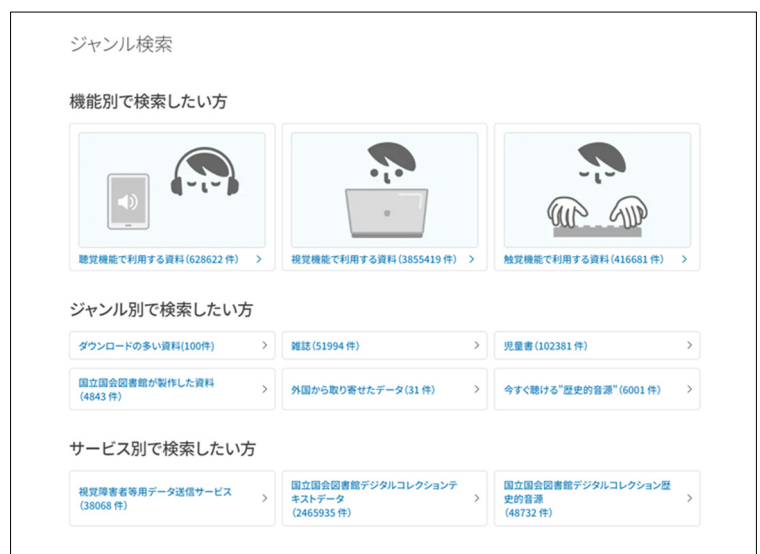 ジャンル検索
機能別で検索したい方
聴覚機能で利用する資料(628622 件)
視覚機能で利用する資料(3855419 件)
触覚機能で利用する資料(416681 件)
ジャンル別で検索したい方
ダウンロードの多い資料(100件)
雑誌(51994 件)
児童書(102381 件)
国立国会図書館が製作した資料
(4843 件)
外国から取り寄せたデータ(31 件)
今すぐ聴ける"歴史的音源"(6001 件)
サービス別で検索したい方
視覚障害者等用データ送信サービス
(38068 件)
国立国会図書館デジタルコレクションテ
キストデータ
(2465935 件)
国立国会図書館デジタルコレクション歴
史的音源
(48732 件)